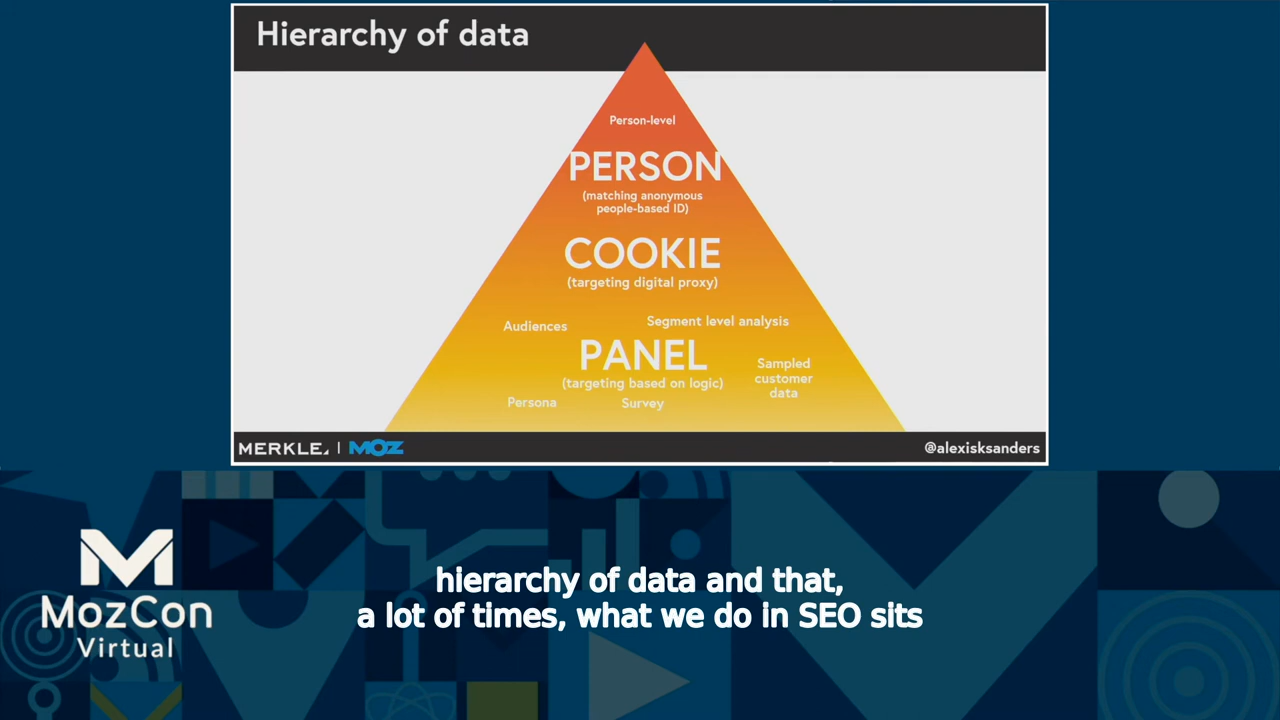 Hierarchy of data
Person-level
PERSON
(matching anonymous
people-based ID)
COOKIE
(targeting digital proxy)
Audiences
Segment level analysis
PANEL
(targeting based on logic)
Sampled
customer
data
Persona
Survey
MERKLE | MOZ
@alexisksanders
hierarchy of data and that,
a lot of times, what we do in SEO sits
M
MozCon
Virtual